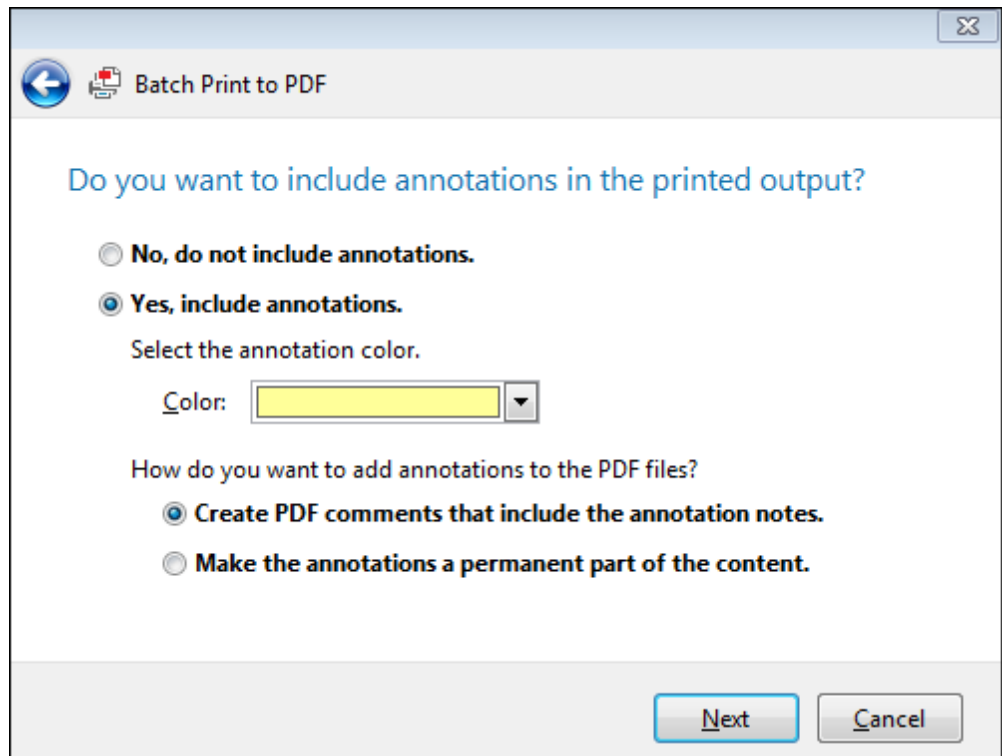 Batch Print to PDF
Do you want to include annotations in the printed output?
No, do not include annotations.
Yes, include annotations.
Select the annotation color.
Color:
How do you want to add annotations to the PDF files?
Create PDF comments that include the annotation notes.
Make the annotations a permanent part of the content.
Next Cancel